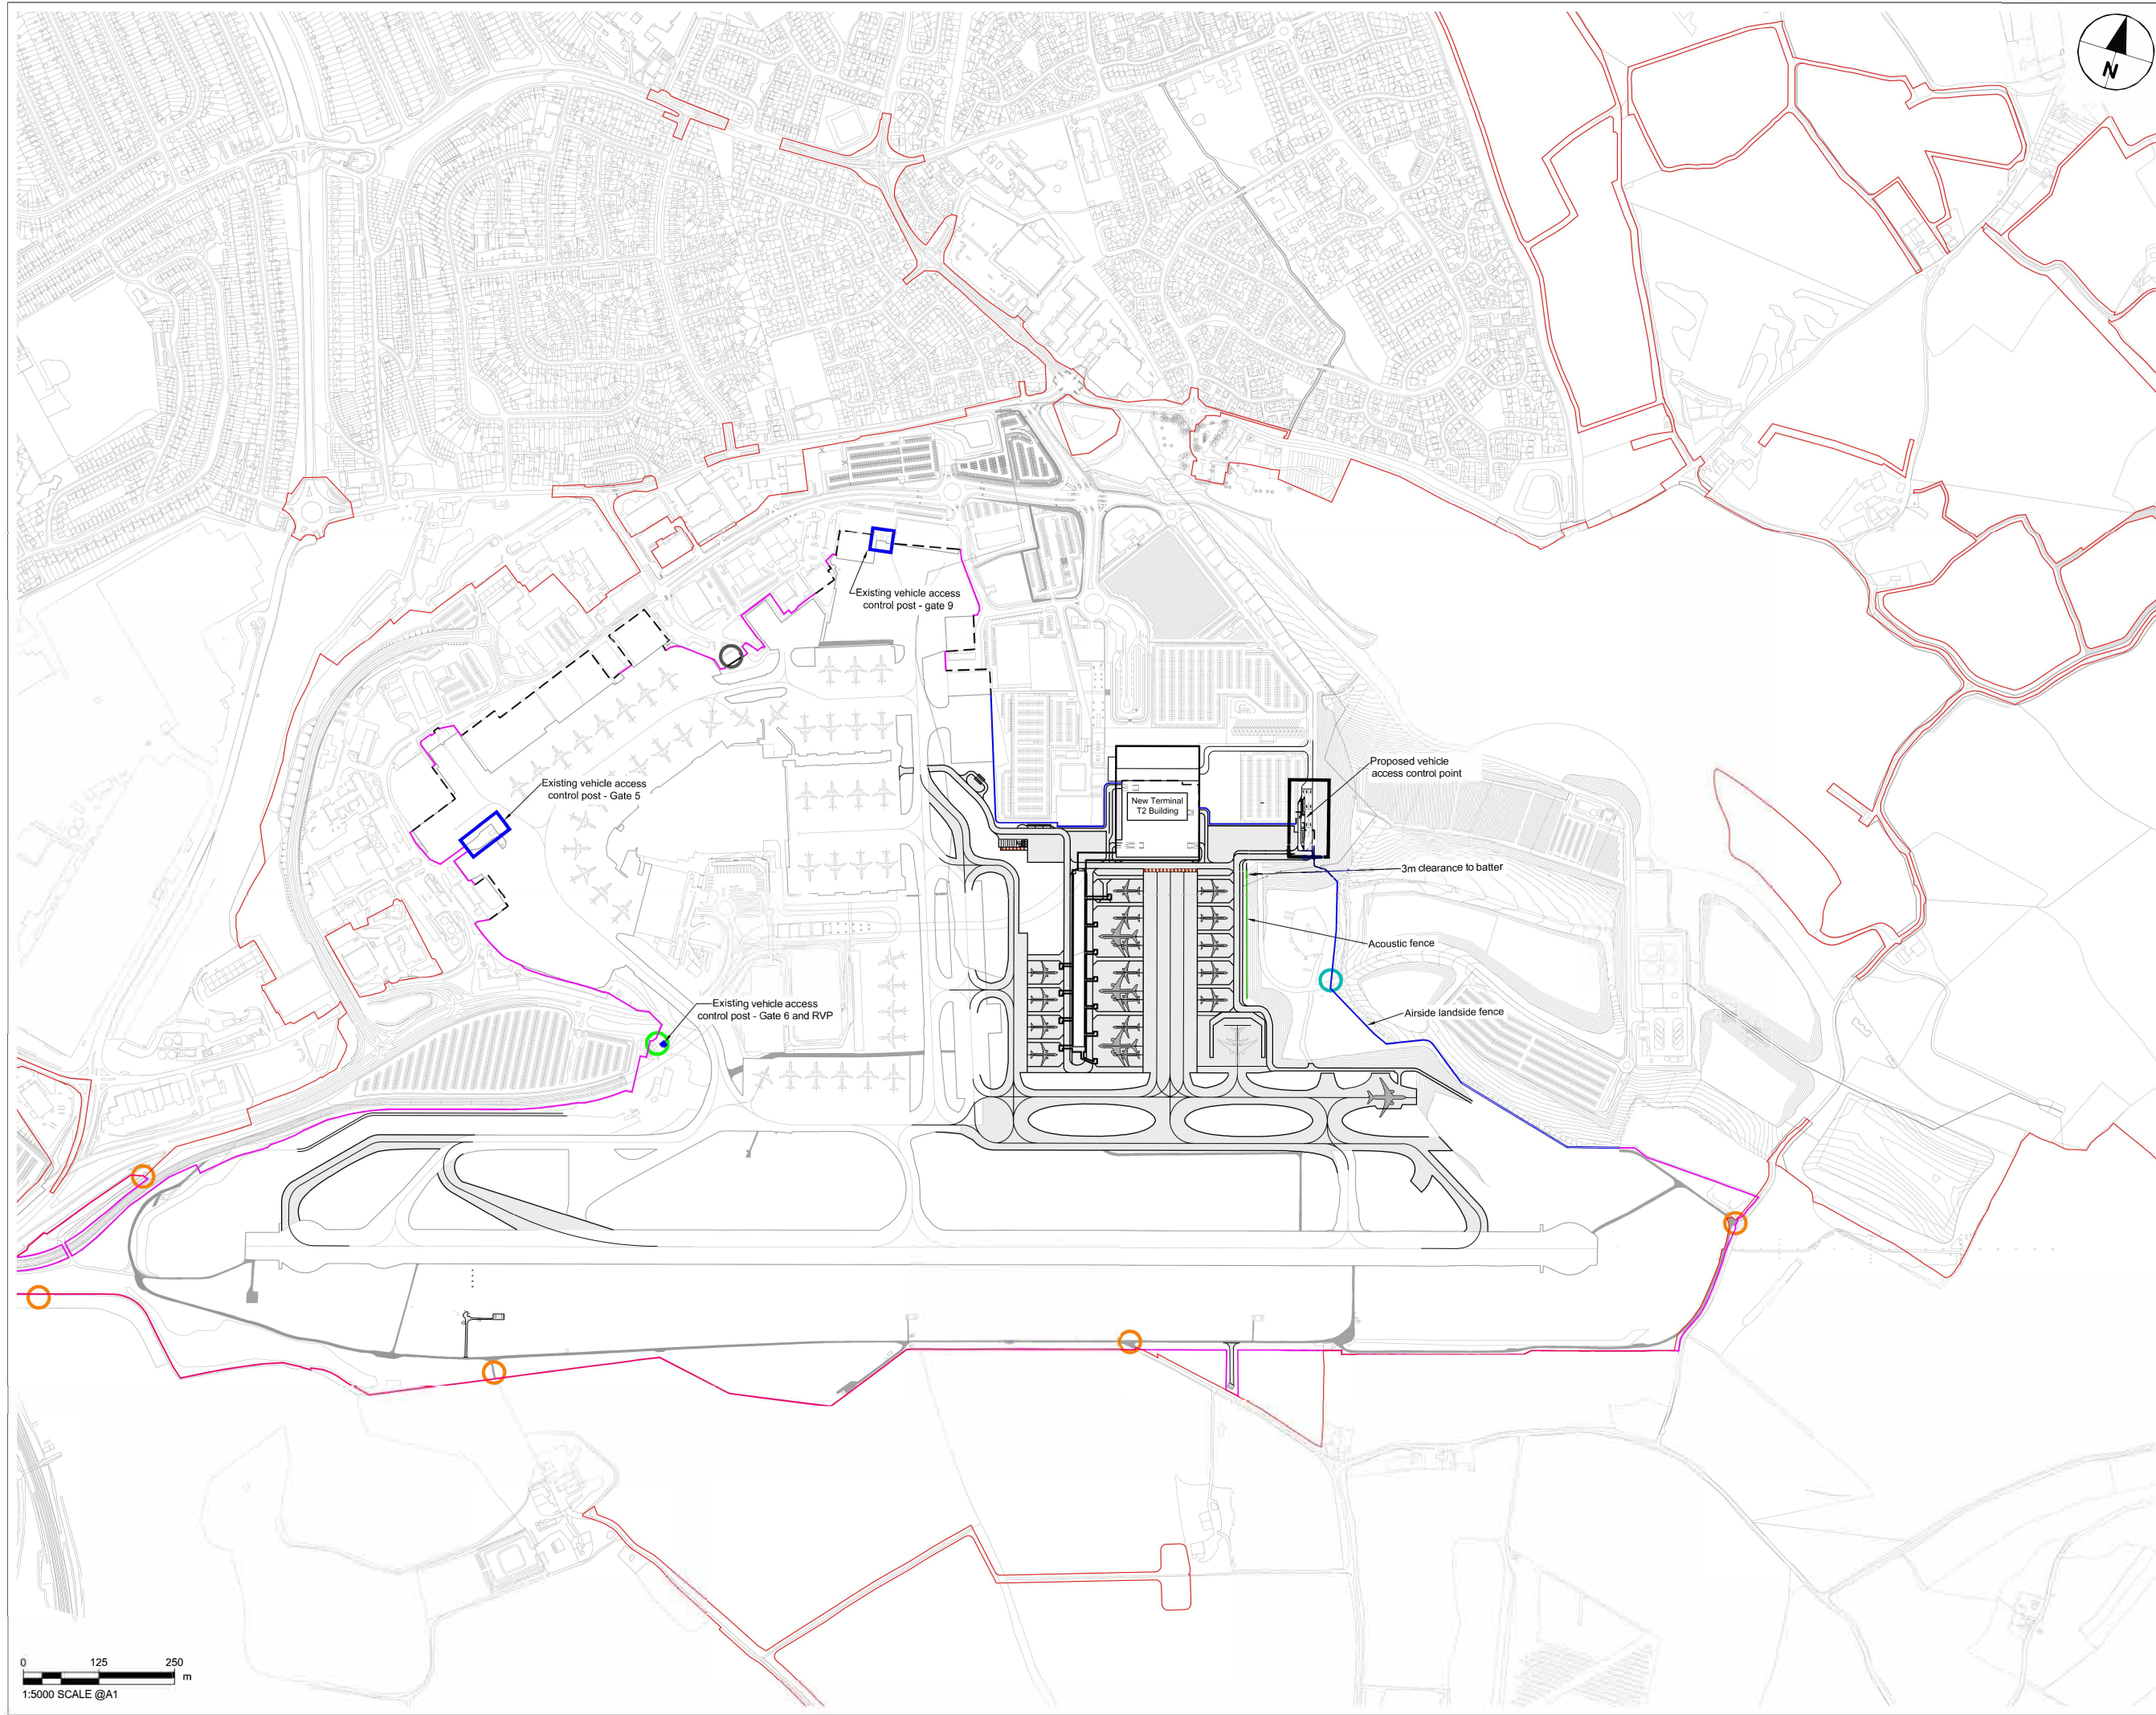 N
Existing vehicle access
control post - gate 9
Proposed vehicle
access control point
Existing vehicle access
control post - Gate 5
New Terminal
T2 Building
3m clearance to batter
Acoustic fence
Existing vehicle access
control post - Gate 6 and RVP
Airside landside fence
0 125 250
m
1:5000 SCALE @A1